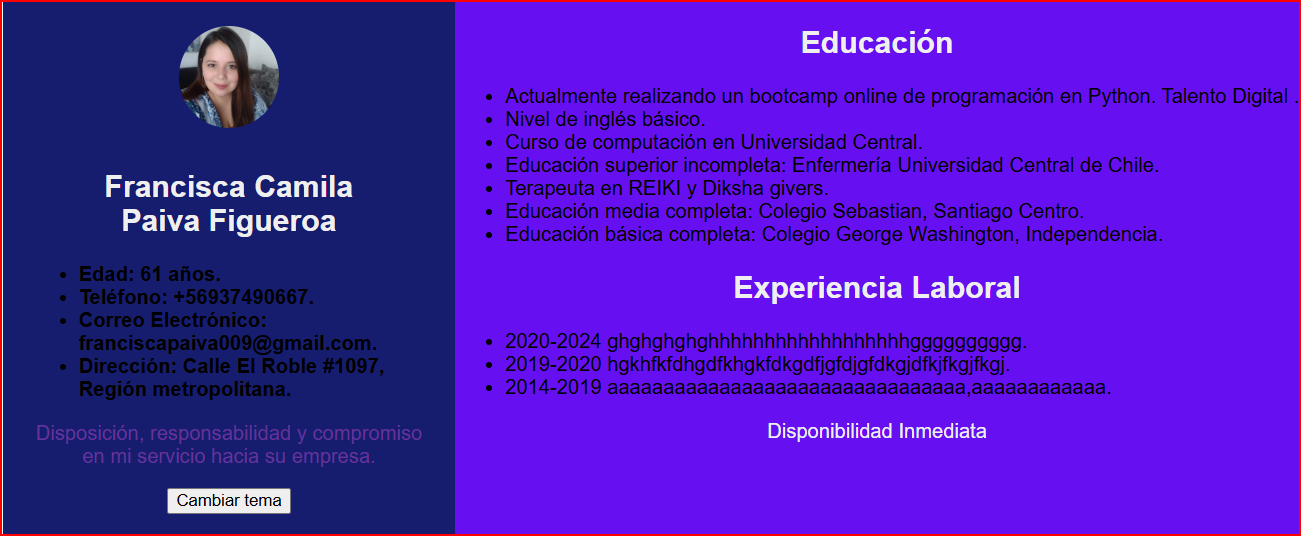 Francisca Camila
Paiva Figueroa
Edad: 61 años.
Teléfono: +56937490667.
Correo Electrónico:
franciscapaiva009@gmail.com.
Dirección: Calle El Roble #1097,
Región metropolitana.
Disposición, responsabilidad y compromiso
en mi servicio hacia su empresa.
Cambiar tema
Educación
Actualmente realizando un bootcamp online de programación en Python. Talento Digital .
Nivel de inglés básico.
Curso de computación en Universidad Central.
Educación superior incompleta: Enfermería Universidad Central de Chile.
Terapeuta en REIKI y Diksha givers.
Educación media completa: Colegio Sebastian, Santiago Centro.
Educación básica completa: Colegio George Washington, Independencia.
Experiencia Laboral
2020-2024 ghghghghghhhhhhhhhhhhhhhhhhgggggggggg.
2019-2020 hgkhfkfdhgdfkhgkfdkgdfjgfdjgfdkgjdfkjfkgjfkgj.
2014-2019 aaaaaaaaaaaaaaaaaaaaaaaaaaaaaaaa,aaaaaaaaaaaa.
Disponibilidad Inmediata